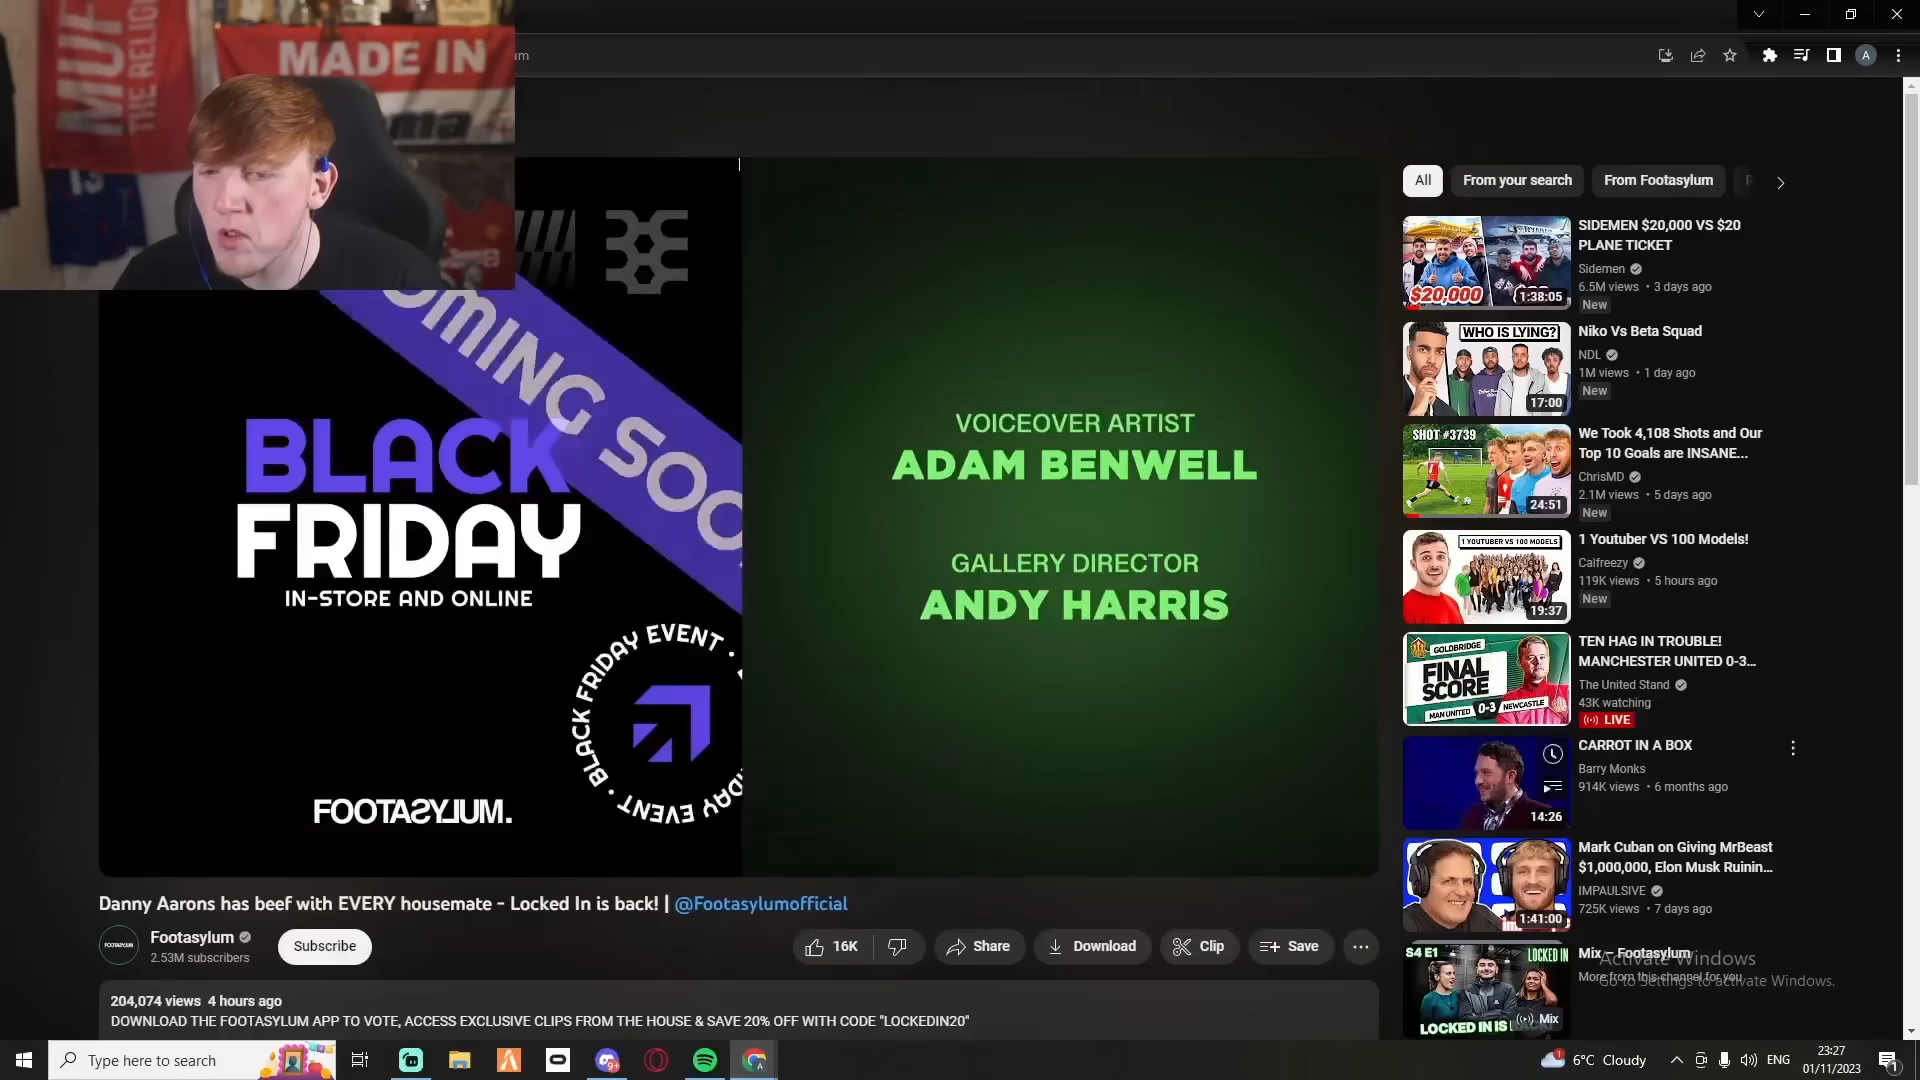 MUF
THE RELIG
MADE IN
ma
13
um
OMING SOO
BLACK
FRIDAY
IN-STORE AND ONLINE
BLACK FRIDAY EVENT •
FOOTASYLUM.
VOICEOVER ARTIST
ADAM BENWELL
GALLERY DIRECTOR
ANDY HARRIS
Danny Aarons has beef with EVERY housemate - Locked In is back! | @Footasylumofficial
Footasylum
2.53M subscribers
Subscribe
16K
Share
Download
Clip
Save
204,074 views 4 hours ago
DOWNLOAD THE FOOTASYLUM APP TO VOTE, ACCESS EXCLUSIVE CLIPS FROM THE HOUSE & SAVE 20% OFF WITH CODE "LOCKEDIN20"
All
From your search
From Footasylum
$20,000
1:38:05
SIDEMEN $20,000 VS $20
PLANE TICKET
Sidemen
6.5M views • 3 days ago
New
WHO IS LYING?
17:00
Niko Vs Beta Squad
NDL
1M views • 1 day ago
New
SHOT #3739
24:51
We Took 4,108 Shots and Our
Top 10 Goals are INSANE...
ChrisMD
2.1M views • 5 days ago
New
1 YOUTUBER VS 100 MODELS
19:37
1 Youtuber VS 100 Models!
Calfreezy
119K views • 5 hours ago
New
GOLDBRIDGE
FINAL
SCORE
MAN UNITED 0-3 NEWCASTLE
TEN HAG IN TROUBLE!
MANCHESTER UNITED 0-3...
The United Stand
43K watching
LIVE
14:26
CARROT IN A BOX
Barry Monks
914K views • 6 months ago
1:41:00
Mark Cuban on Giving MrBeast
$1,000,000, Elon Musk Ruinin...
IMPAULSIVE
725K views • 7 days ago
S4 E1
LOCKED IN
LOCKED IN IS
Mix
Mix – Footasylum
More from this channel for you
Activate Windows
Go to Settings to activate Windows.
A
Type here to search
9+
6°C Cloudy
ENG
23:27
01/11/2023
1